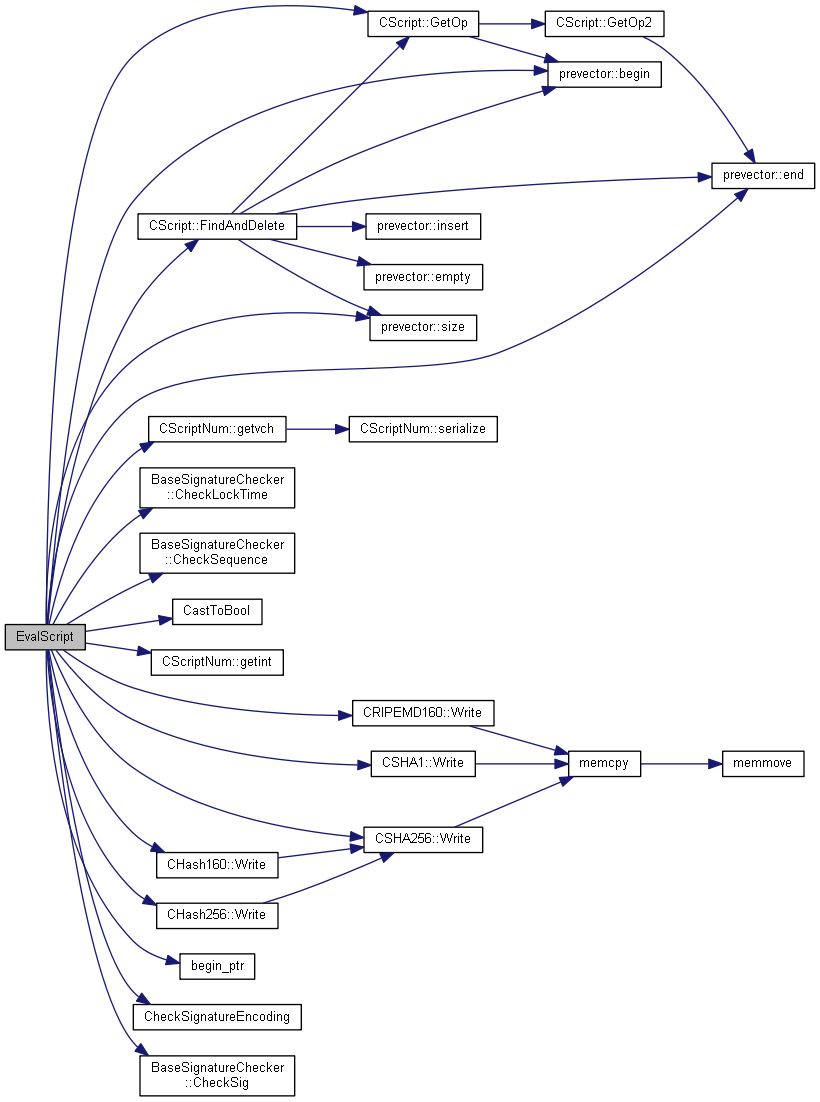 CScript::GetOp
CScript::GetOp2
prevector::begin
prevector::end
CScript::FindAndDelete
prevector::insert
prevector::empty
prevector::size
CScriptNum::getvch
CScriptNum::serialize
BaseSignatureChecker
::CheckLockTime
BaseSignatureChecker
::CheckSequence
CastToBool
EvalScript
CScriptNum::getint
CRIPEMD160::Write
CSHA1::Write
memcpy
memmove
CSHA256::Write
CHash160::Write
CHash256::Write
begin_ptr
CheckSignatureEncoding
BaseSignatureChecker
::CheckSig